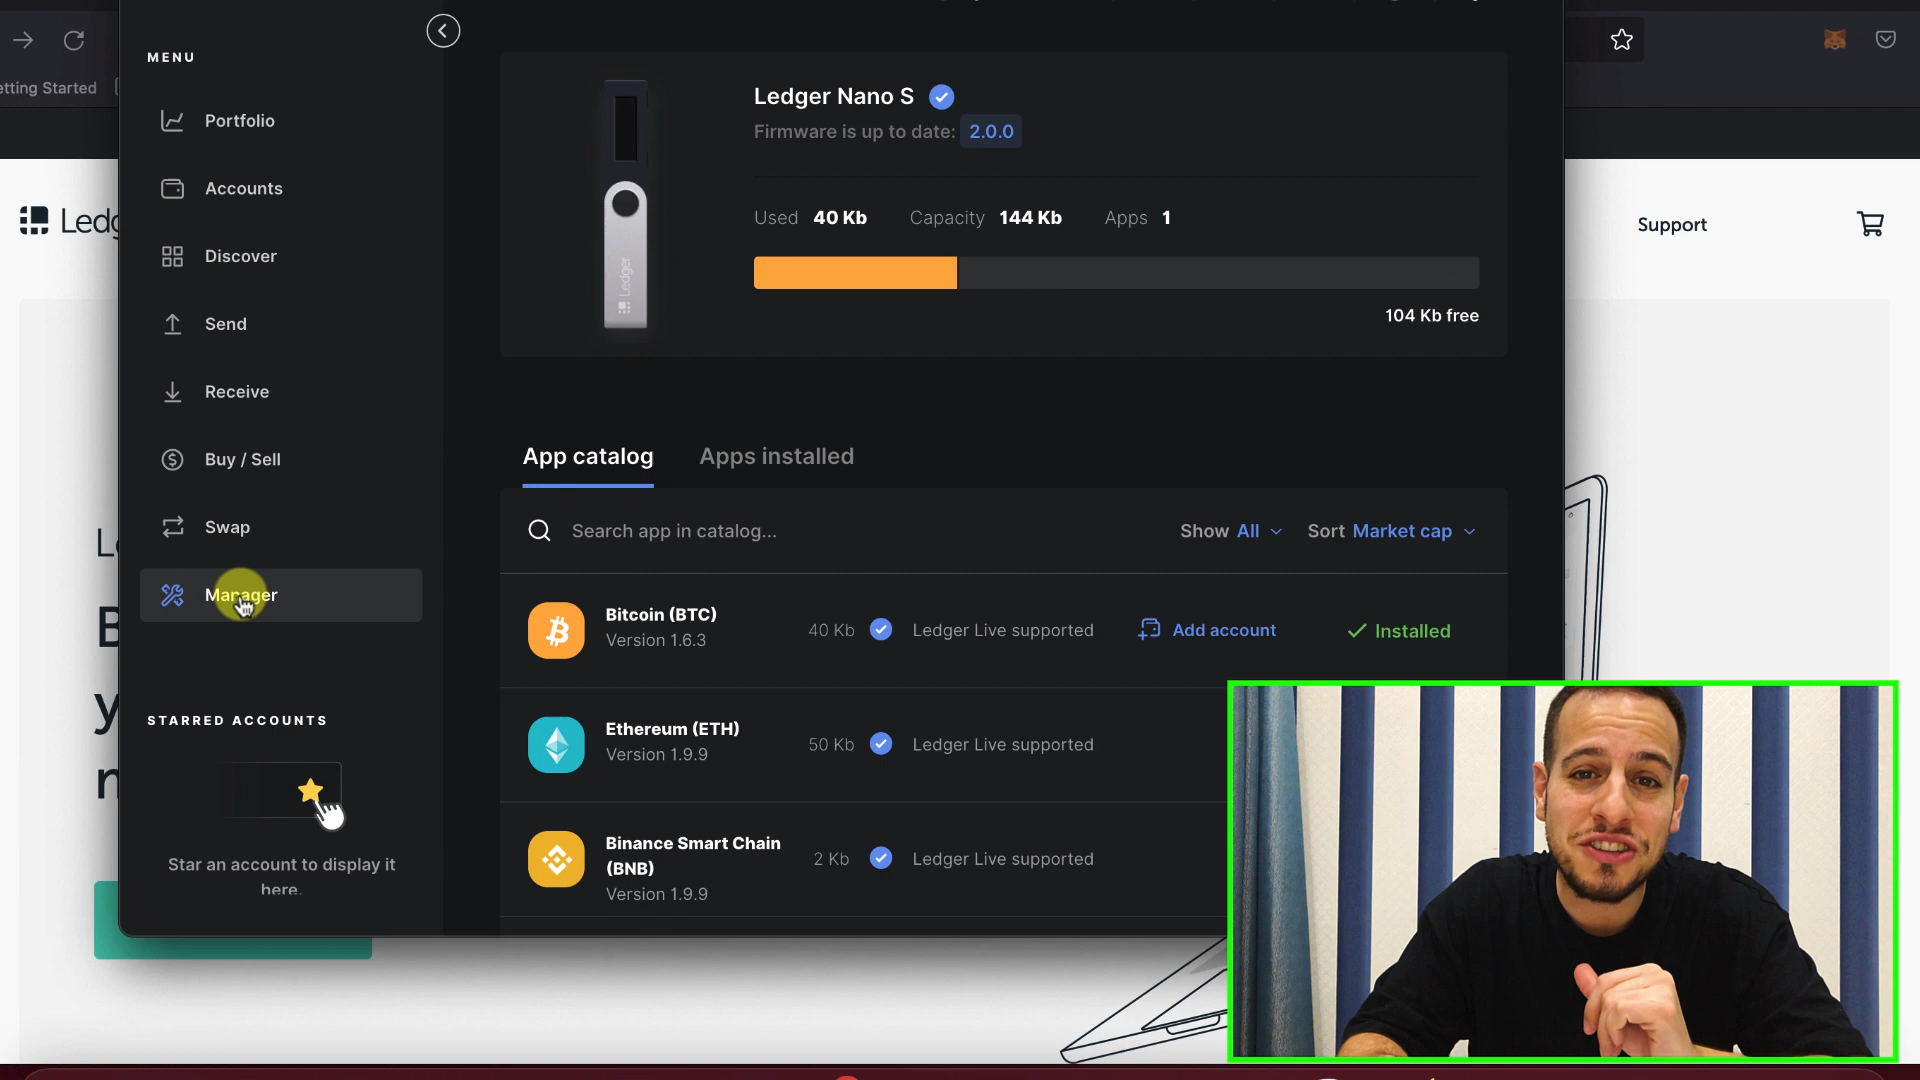 etting Started
MENU
Portfolio
Accounts
Discover
Send
Receive
Buy / Sell
Swap
Manager
STARRED ACCOUNTS
Star an account to display it
here.
Ledger Nano S
Firmware is up to date: 2.0.0
Used 40 Kb Capacity 144 Kb Apps 1
104 Kb free
Ledger
App catalog Apps installed
Search app in catalog...
Show All Sort Market cap
Bitcoin (BTC)
Version 1.6.3
40 Kb Ledger Live supported Add account Installed
Ethereum (ETH)
Version 1.9.9
50 Kb Ledger Live supported
Binance Smart Chain
(BNB)
Version 1.9.9
2 Kb Ledger Live supported
Ledg
Support